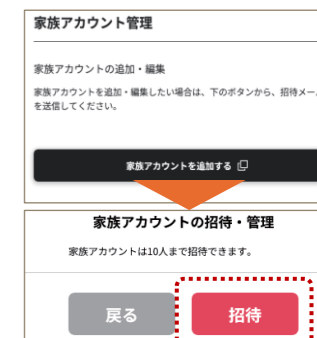 家族アカウント管理
家族アカウントの追加・編集
家族アカウントを追加・編集したい場合は、下のボタンから、招待メー
を送信してください。
家族アカウントを追加する
家族アカウントの招待・管理
家族アカウントは10人まで招待できます。
戻る
招待